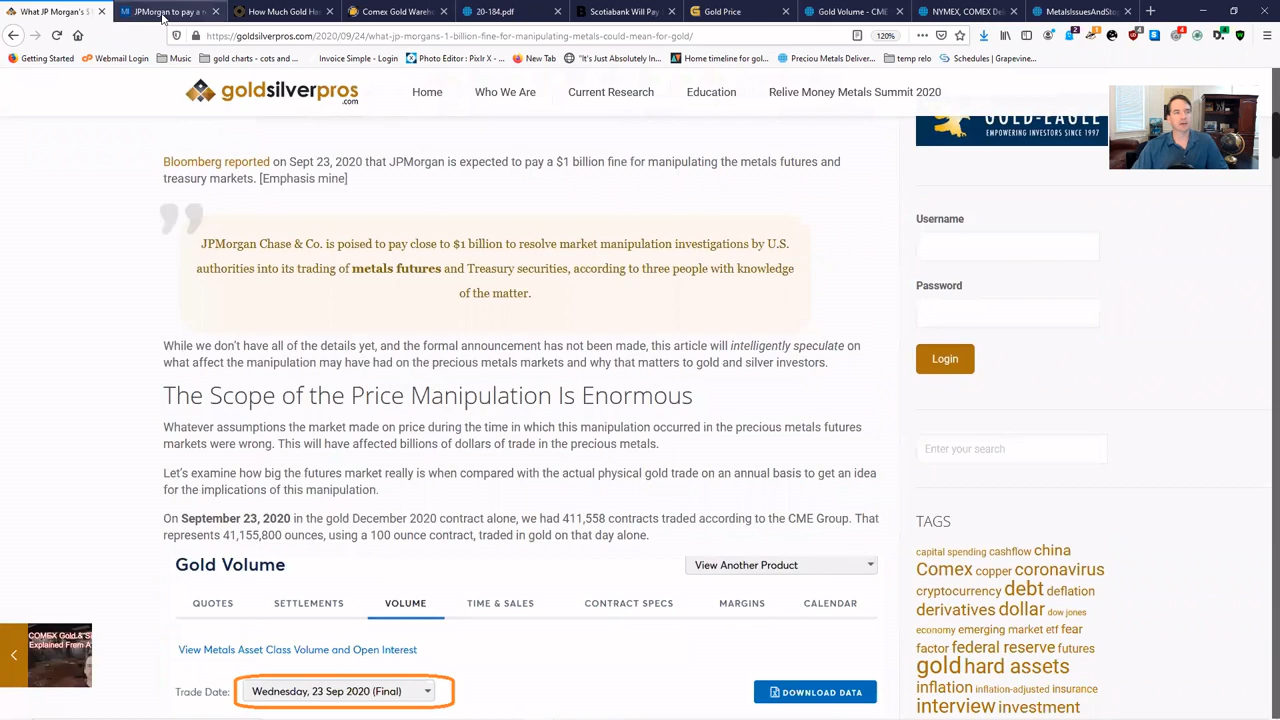 What JP Morgan's $
JPMorgan to pay a r
How Much Gold Ha
Comex Gold Wareh
20-184.pdf
Scotiabank Will Pay
Gold Price
Gold Volume - CME
NYMEX, COMEX De
MetalsIssuesAndStop
https://goldsilverpros.com/2020/09/24/what-jp-morgans-1-billion-fine-for-manipulating-metals-could-mean-for-gold/
120%
Getting Started
Webmail Login
Music
gold charts - cots and ...
Invoice Simple - Login
Photo Editor : Pixlr X - ...
New Tab
"It's Just Absolutely In...
Home timeline for gol...
Preciou Metals Deliver...
temp relo
Schedules | Grapevine...
goldsilverpros
.com
Home
Who We Are
Current Research
Education
Relive Money Metals Summit 2020
GOLD-EAGLE
EMPOWERING INVESTORS SINCE 1997
Bloomberg reported on Sept 23, 2020 that JPMorgan is expected to pay a $1 billion fine for manipulating the metals futures and
treasury markets. [Emphasis mine]
JPMorgan Chase & Co. is poised to pay close to $1 billion to resolve market manipulation investigations by U.S.
authorities into its trading of metals futures and Treasury securities, according to three people with knowledge
of the matter.
While we don't have all of the details yet, and the formal announcement has not been made, this article will intelligently speculate on
what affect the manipulation may have had on the precious metals markets and why that matters to gold and silver investors.
The Scope of the Price Manipulation Is Enormous
Whatever assumptions the market made on price during the time in which this manipulation occurred in the precious metals futures
markets were wrong. This will have affected billions of dollars of trade in the precious metals.
Let's examine how big the futures market really is when compared with the actual physical gold trade on an annual basis to get an idea
for the implications of this manipulation.
On September 23, 2020 in the gold December 2020 contract alone, we had 411,558 contracts traded according to the CME Group. That
represents 41,155,800 ounces, using a 100 ounce contract, traded in gold on that day alone.
Gold Volume
View Another Product
QUOTES
SETTLEMENTS
VOLUME
TIME & SALES
CONTRACT SPECS
MARGINS
CALENDAR
View Metals Asset Class Volume and Open Interest
Trade Date:
Wednesday, 23 Sep 2020 (Final)
DOWNLOAD DATA
COMEX Gold & Si
Explained From A
Username
Password
Login
Enter your search
TAGS
capital spending cashflow china
Comex copper coronavirus
cryptocurrency debt deflation
derivatives dollar dow jones
economy emerging market etf fear
factor federal reserve futures
gold hard assets
inflation inflation-adjusted insurance
interview investment